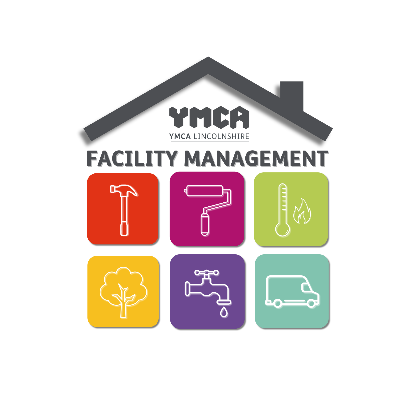 YMCA
YMCA LINCOLNSHIRE
FACILITY MANAGEMENT